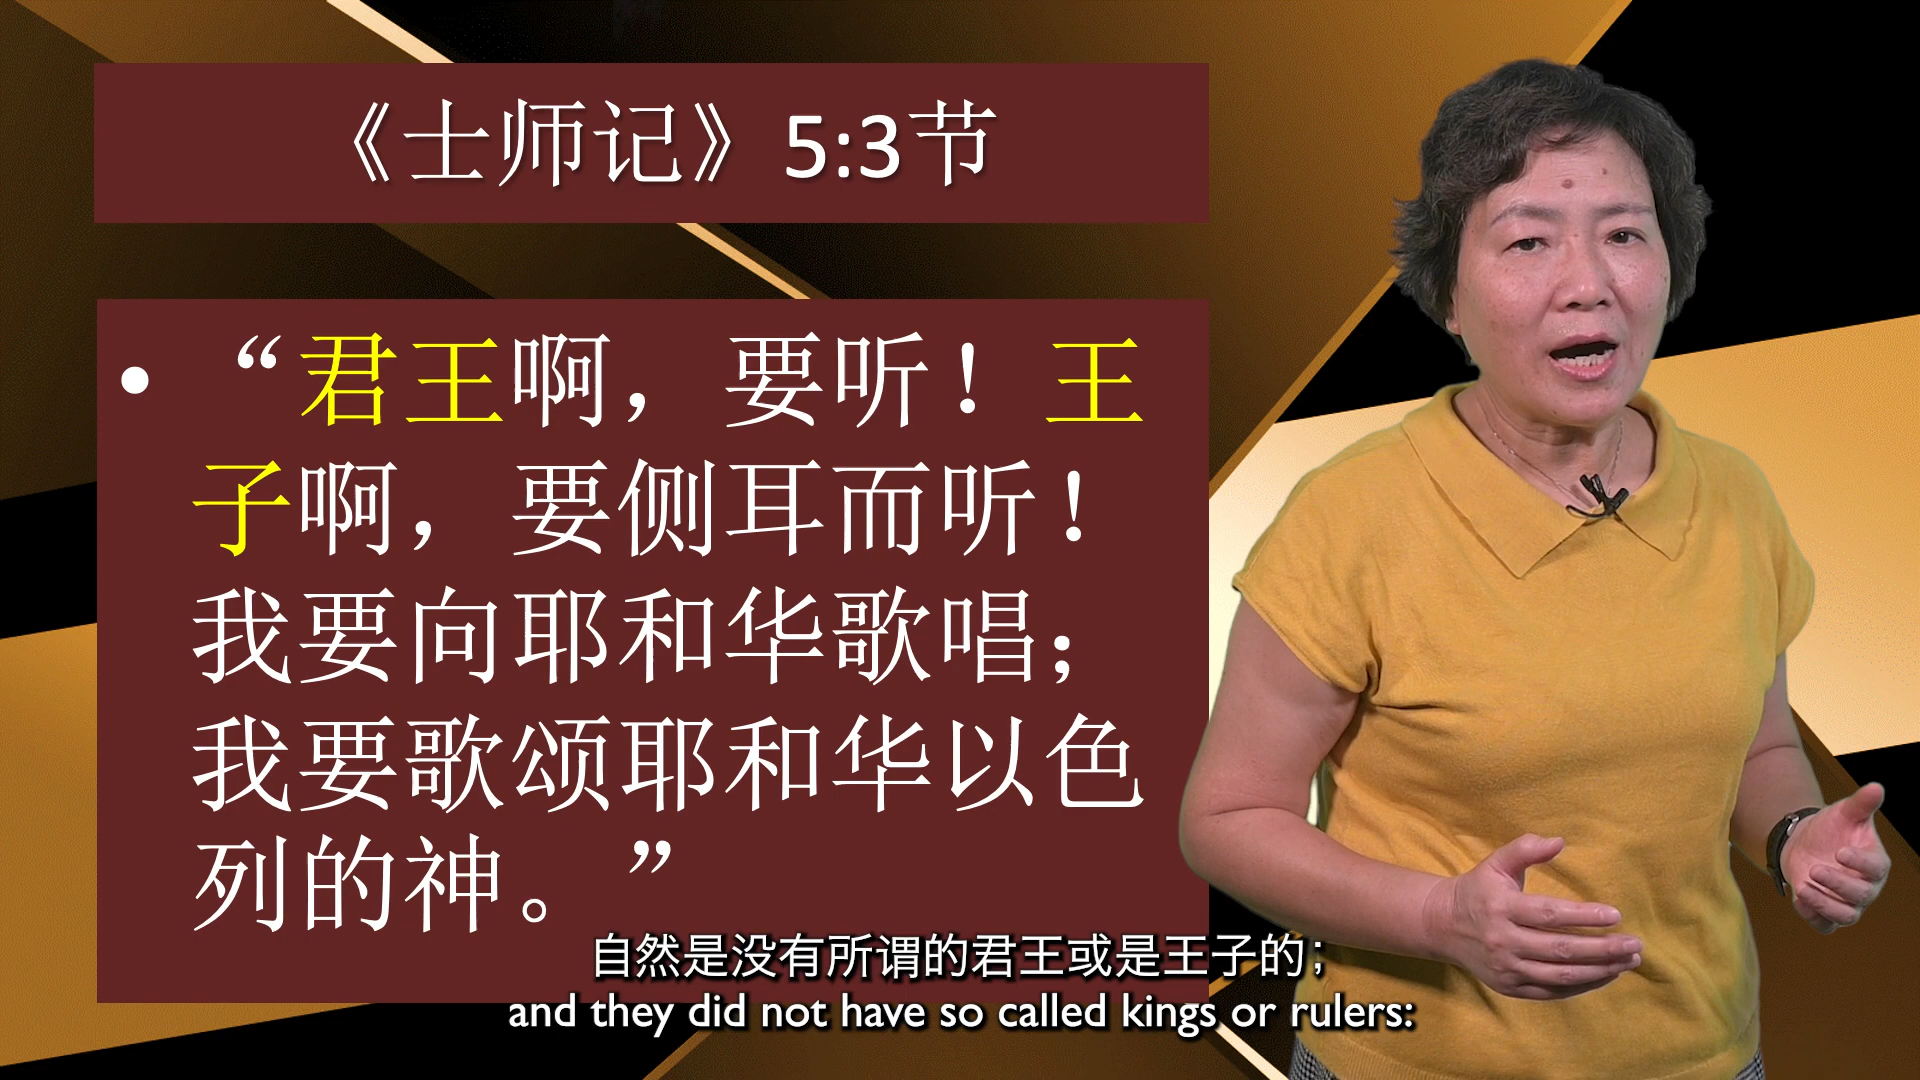 《士师记》5:3节
• “君王啊，要听！王
子啊，要侧耳而听！
我要向耶和华歌唱；
我要歌颂耶和华以色
列的神。”
自然是没有所谓的君王或是王子的；
and they did not have so called kings or rulers: